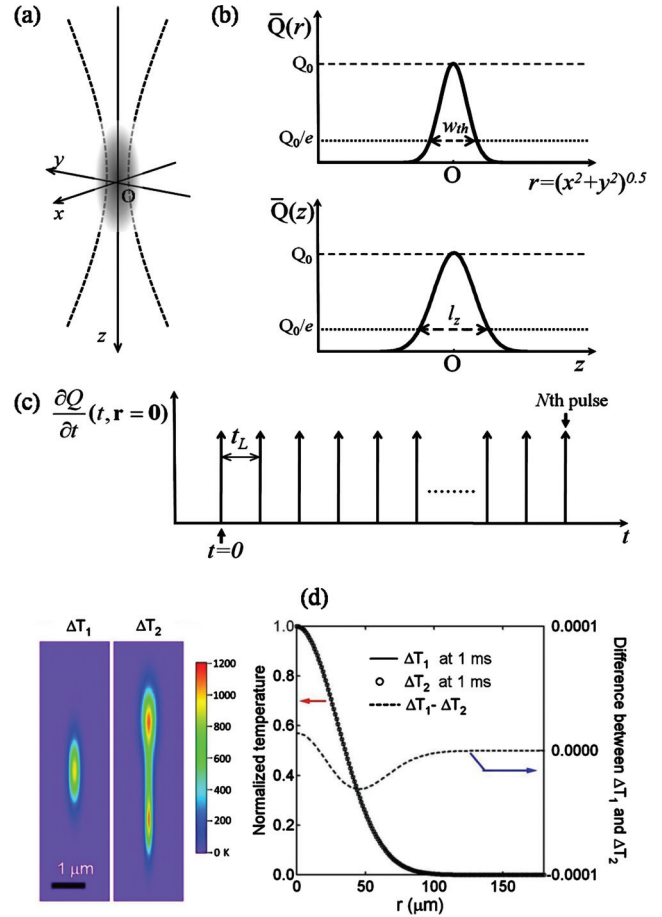 (a)
y
x
O
z
(b)
Q̅(r)
Q₀
Q₀/e
w_th
O
r=(x²+y²)^0.5
Q̅(z)
Q₀
Q₀/e
l_z
O
z
(c)
∂Q/∂t (t, r = 0)
t_L
Nth pulse
........
t=0
t
ΔT₁
ΔT₂
1200
1000
800
600
400
200
0 K
1 μm
(d)
Normalized temperature
1.0
0.8
0.6
0.4
0.2
0.0
ΔT₁ at 1 ms
ΔT₂ at 1 ms
ΔT₁- ΔT₂
0.0001
0.0000
-0.0001
Difference between ΔT₁ and ΔT₂
0
50
100
150
r (μm)